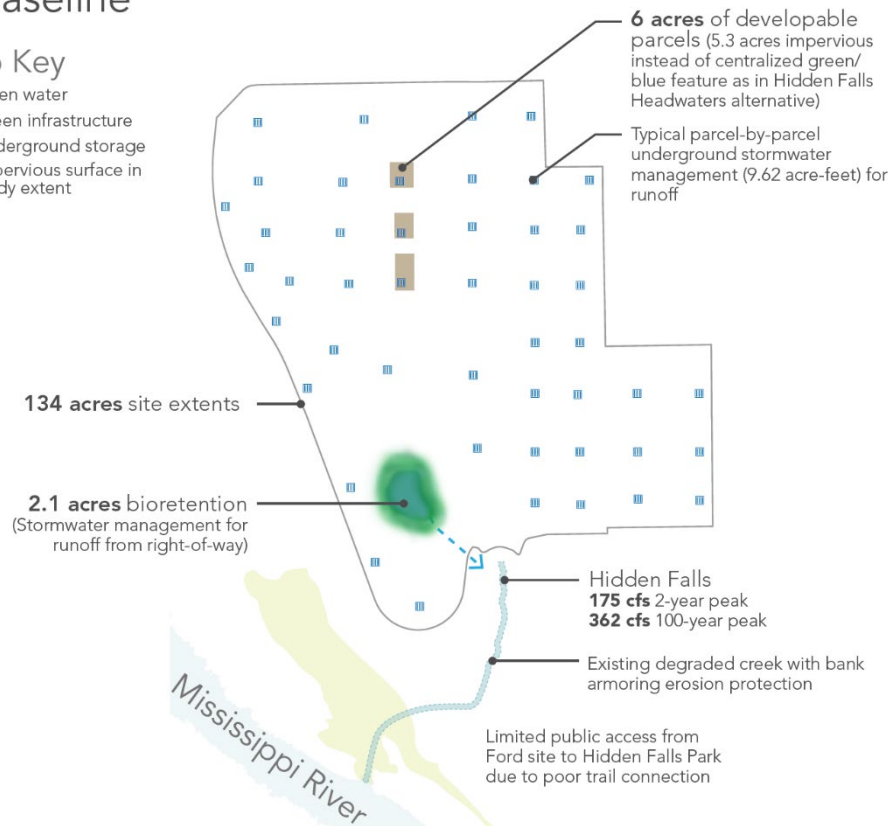 aseline
Key
water
infrastructure
storage
surface in
extent
6 acres of developable
parcels (5.3 acres impervious
instead of centralized green/
blue feature as in Hidden Falls
Headwaters alternative)
Typical parcel-by-parcel
underground stormwater
management (9.62 acre-feet) for
runoff
134 acres site extents
2.1 acres bioretention
(Stormwater management for
runoff from right-of-way)
Hidden Falls
175 cfs 2-year peak
362 cfs 100-year peak
Existing degraded creek with bank
armoring erosion protection
Limited public access from
Ford site to Hidden Falls Park
due to poor trail connection
Mississippi River